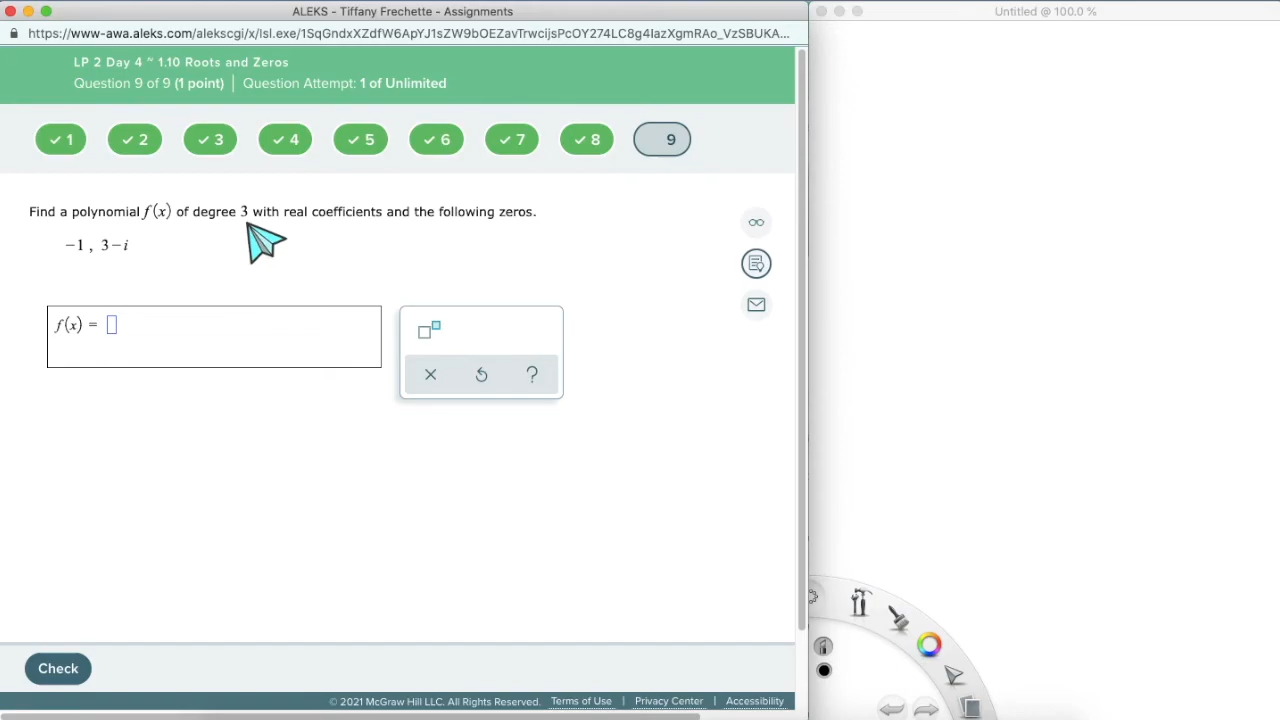 ALEKS - Tiffany Frechette - Assignments
Untitled @ 100.0 %
https://www-awa.aleks.com/alekscgi/x/Isl.exe/1SqGndxXZdfW6ApYJ1sZW9bOEZavTrwcijsPcOY274LC8g4IazXgmRAo_VzSBUKA...
LP 2 Day 4 ~ 1.10 Roots and Zeros
Question 9 of 9 (1 point) | Question Attempt: 1 of Unlimited
✓ 1 ✓ 2 ✓ 3 ✓ 4 ✓ 5 ✓ 6 ✓ 7 ✓ 8 9
Find a polynomial f(x) of degree 3 with real coefficients and the following zeros.
−1 , 3−i
f(x) =
?
Check
© 2021 McGraw Hill LLC. All Rights Reserved. Terms of Use | Privacy Center | Accessibility